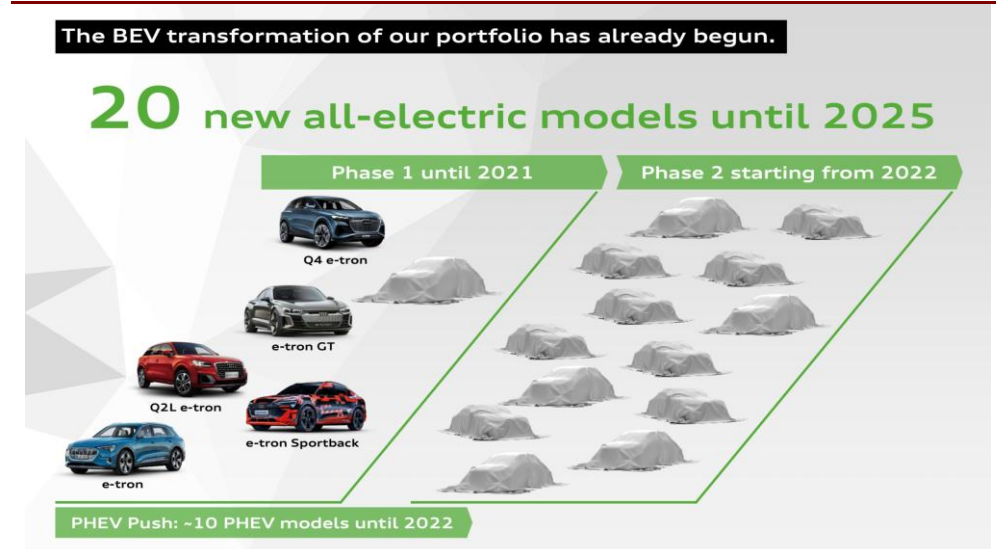 The BEV transformation of our portfolio has already begun.
20 new all-electric models until 2025
Phase 1 until 2021
Phase 2 starting from 2022
Q4 e-tron
e-tron GT
Q2L e-tron
e-tron Sportback
e-tron
PHEV Push: ~10 PHEV models until 2022